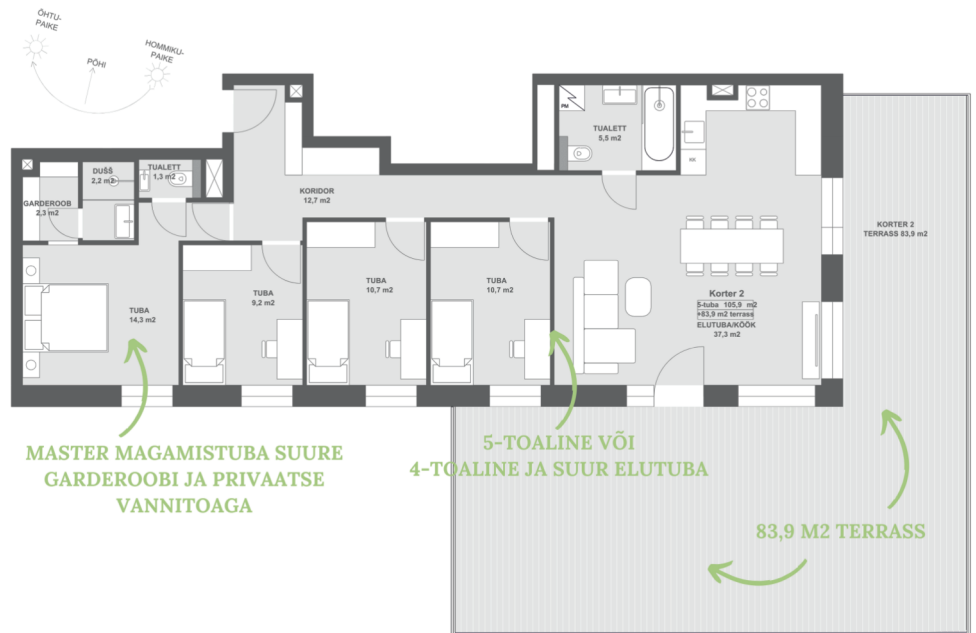 ÕHTU-
PAIKE
PÕHI
HOMMIKU-
PAIKE
DUŠŠ
2,2 m2
TUALETT
1,3 m2
GARDEROOB
2,3 m2
KORIDOR
12,7 m2
PM
TUALETT
5,5 m2
KK
TUBA
14,3 m2
TUBA
9,2 m2
TUBA
10,7 m2
TUBA
10,7 m2
Korter 2
5-tuba 105,9 m2
+83,9 m2 terrass
ELUTUBA/KÖÖK
37,3 m2
KORTER 2
TERRASS 83,9 m2
MASTER MAGAMISTUBA SUURE
GARDEROOBI JA PRIVAATSE
VANNITOAGA
5-TOALINE VÕI
4-TOALINE JA SUUR ELUTUBA
83,9 M2 TERRASS